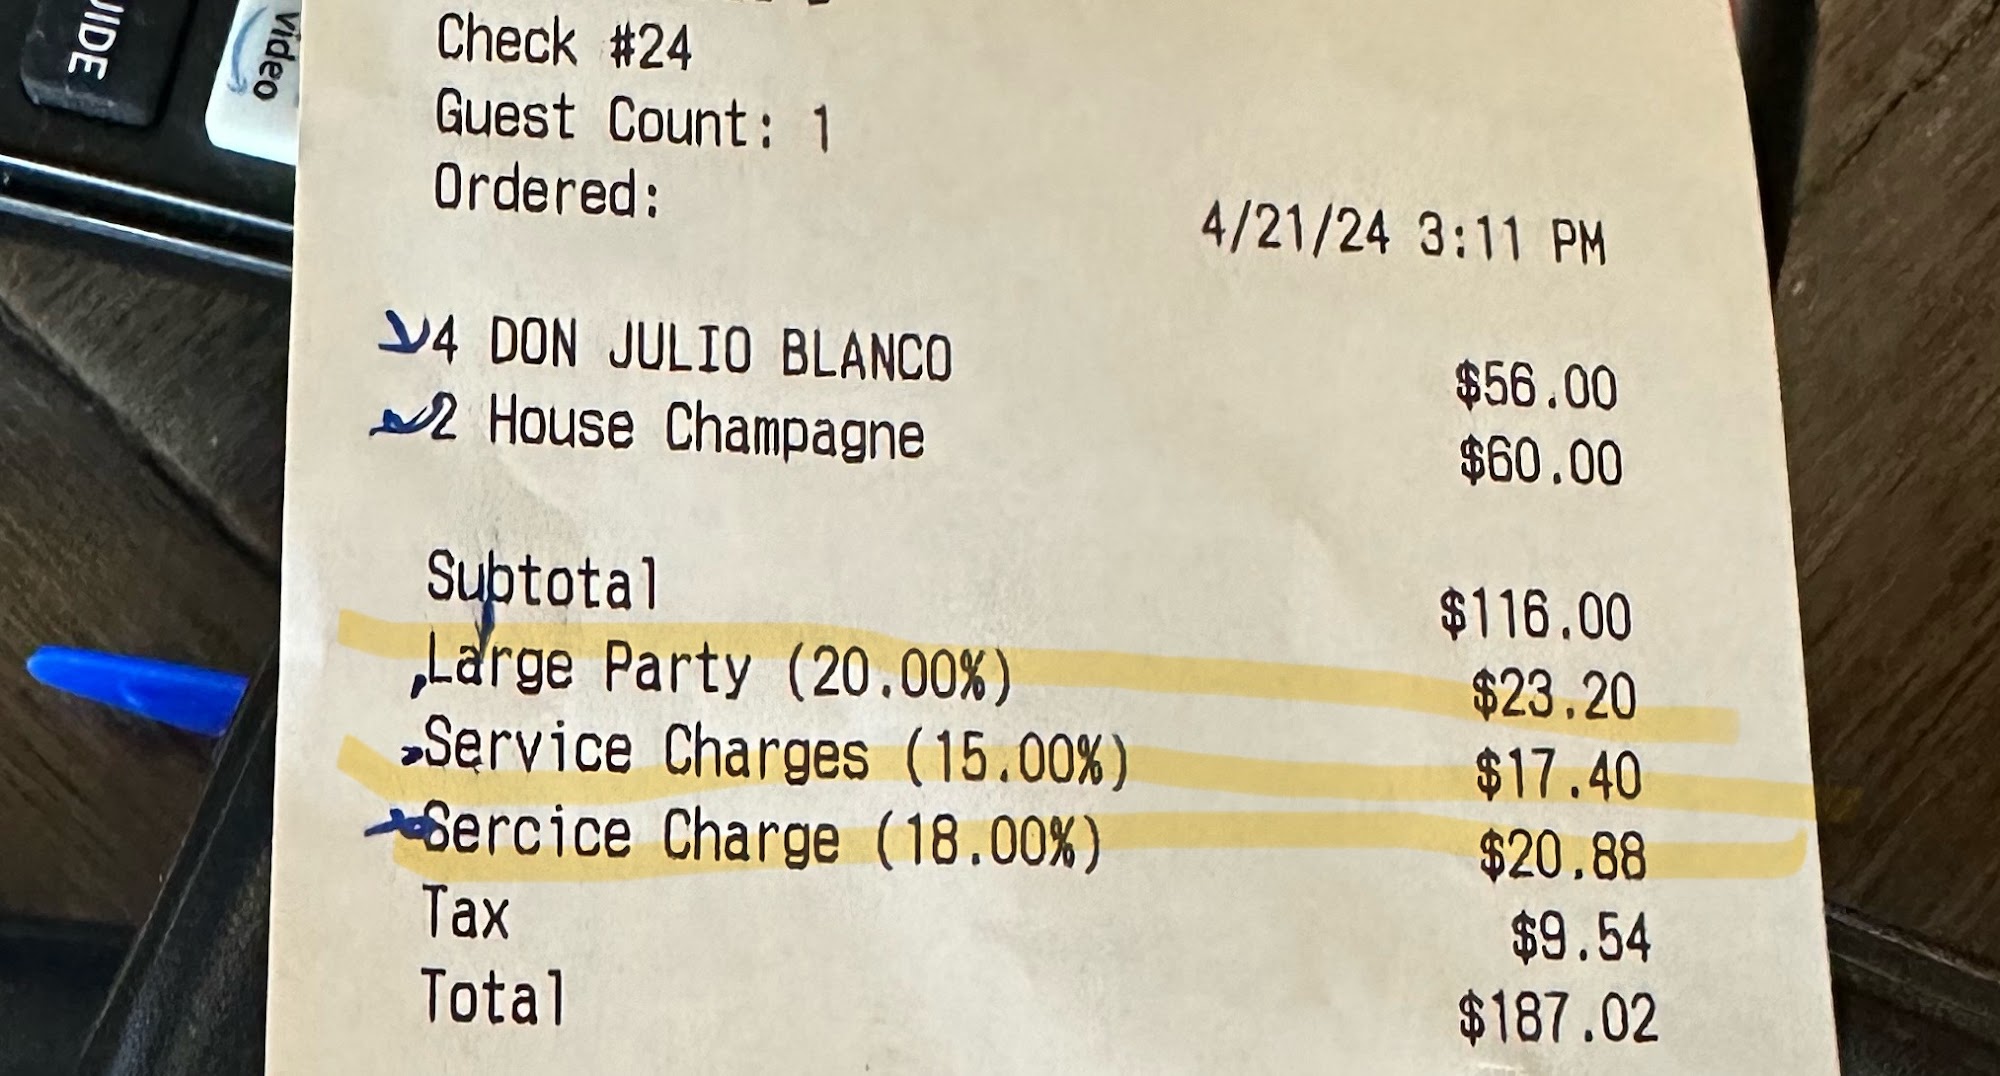 UIDE
video
Check #24
Guest Count: 1
Ordered:
4/21/24 3:11 PM
4 DON JULIO BLANCO $56.00
2 House Champagne $60.00
Subtotal $116.00
Large Party (20.00%) $23.20
Service Charges (15.00%) $17.40
Sercice Charge (18.00%) $20.88
Tax $9.54
Total $187.02